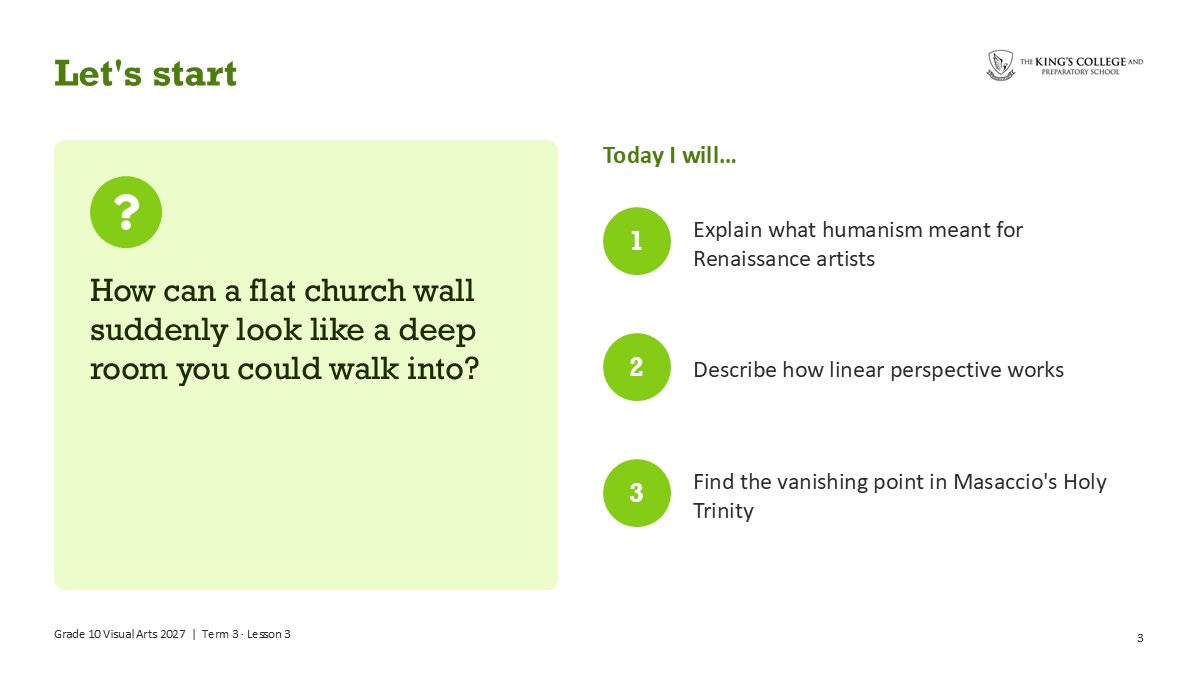 Let's start
THE KING'S COLLEGE AND
PREPARATORY SCHOOL
?
How can a flat church wall
suddenly look like a deep
room you could walk into?
Today I will...
1
Explain what humanism meant for
Renaissance artists
2
Describe how linear perspective works
3
Find the vanishing point in Masaccio's Holy
Trinity
Grade 10 Visual Arts 2027 | Term 3 · Lesson 3
3